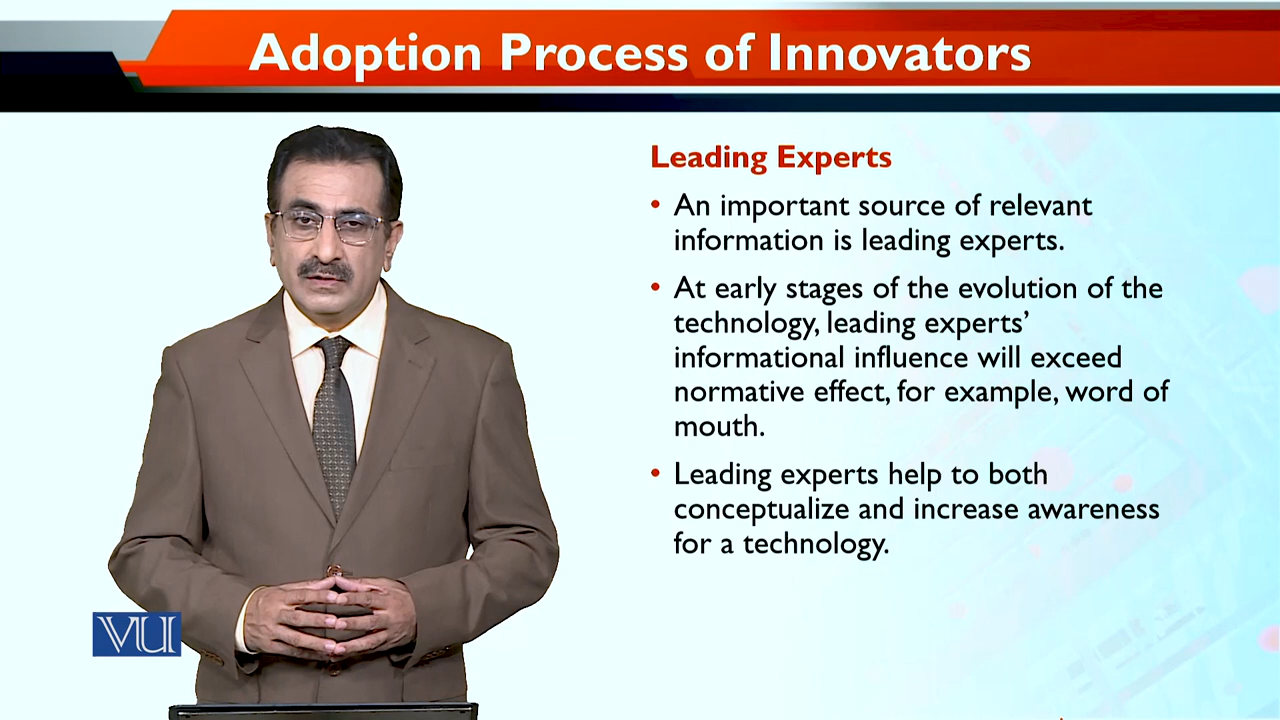 Adoption Process of Innovators
Leading Experts
• An important source of relevant
information is leading experts.
• At early stages of the evolution of the
technology, leading experts’
informational influence will exceed
normative effect, for example, word of
mouth.
• Leading experts help to both
conceptualize and increase awareness
for a technology.
VU